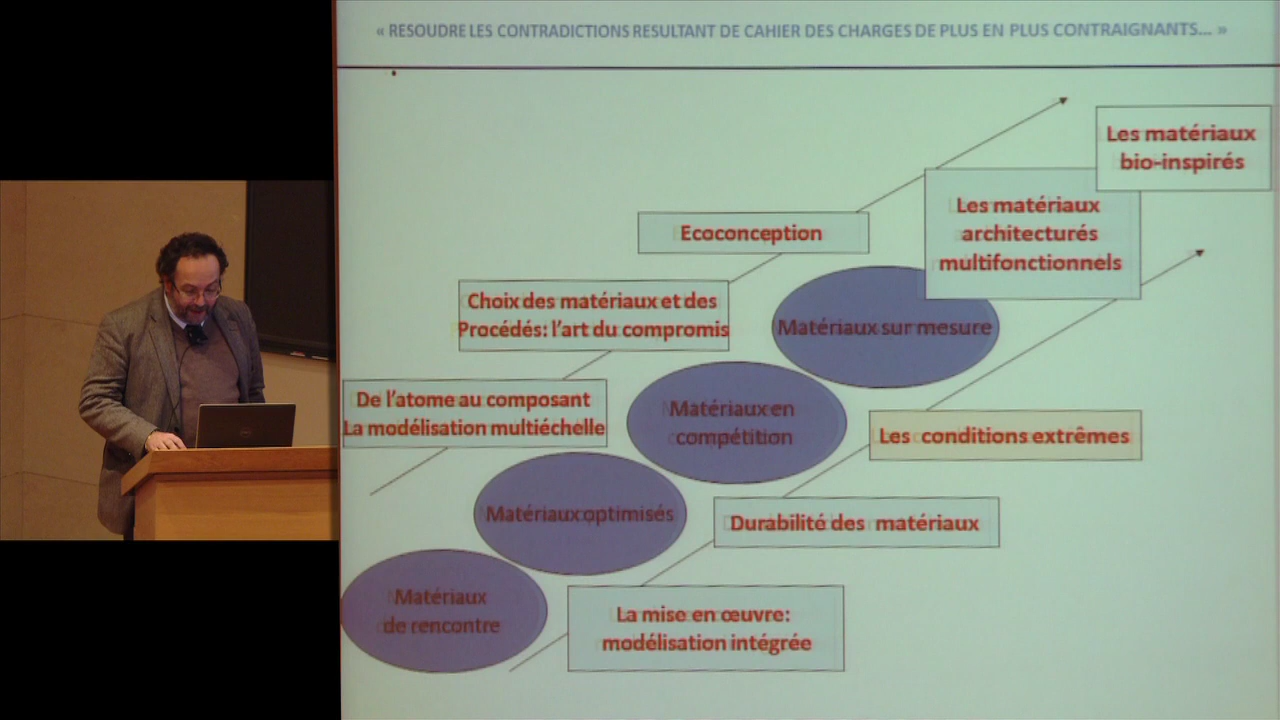 « RESOUDRE LES CONTRADICTIONS RESULTANT DE CAHIER DES CHARGES DE PLUS EN PLUS CONTRAIGNANTS... »
Les matériaux
bio-inspirés
Les matériaux
architecturés
multifonctionnels
Ecoconception
Choix des matériaux et des
Procédés: l'art du compromis
Matériaux sur mesure
De l'atome au composant
La modélisation multiéchelle
Matériaux en
compétition
Les conditions extrêmes
Matériaux optimisés
Durabilité des matériaux
Matériaux
de rencontre
La mise en œuvre:
modélisation intégrée